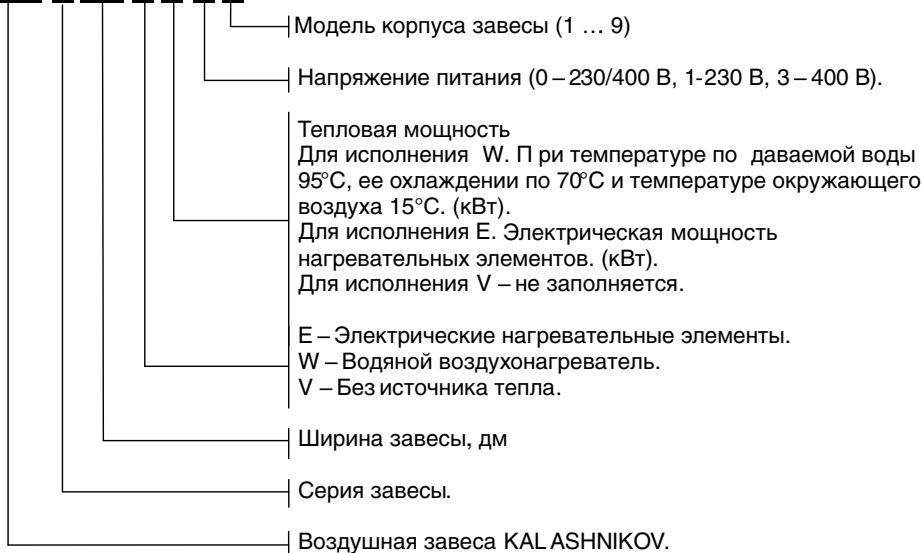 Модель корпуса завесы (1 … 9)
Напряжение питания (0 – 230/400 В, 1-230 В, 3 – 400 В).
Тепловая мощность
Для исполнения W. П ри температуре по даваемой воды
95°C, ее охлаждении по 70°C и температуре окружающего
воздуха 15°C. (кВт).
Для исполнения E. Электрическая мощность
нагревательных элементов. (кВт).
Для исполнения V – не заполняется.
E – Электрические нагревательные элементы.
W – Водяной воздухонагреватель.
V – Без источника тепла.
Ширина завесы, дм
Серия завесы.
Воздушная завеса KAL ASHNIKOV.